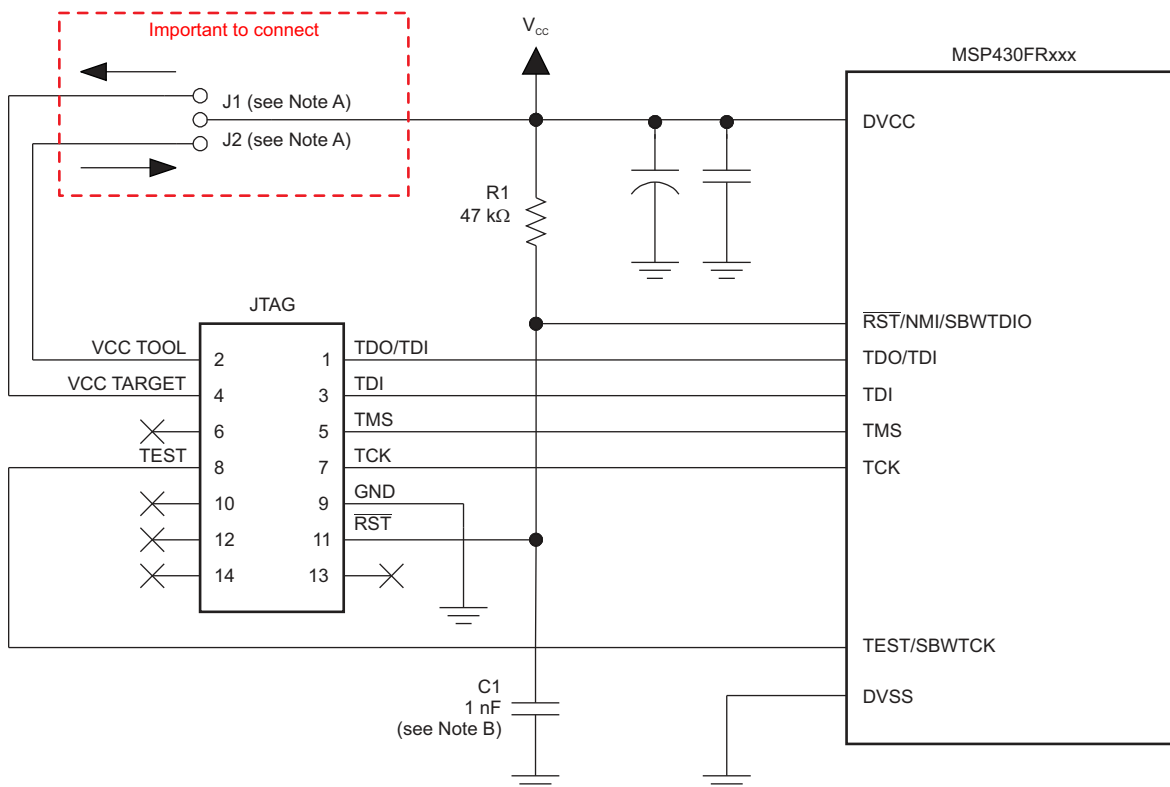 Important to connect
J1 (see Note A)
J2 (see Note A)
VCC
MSP430FRxxx
DVCC
R1
47 kΩ
JTAG
RST/NMI/SBWTDIO
VCC TOOL 2 1 TDO/TDI TDO/TDI
VCC TARGET 4 3 TDI TDI
6 5 TMS TMS
TEST 8 7 TCK TCK
10 9 GND
12 11 RST
14 13
TEST/SBWTCK
C1
1 nF
(see Note B)
DVSS